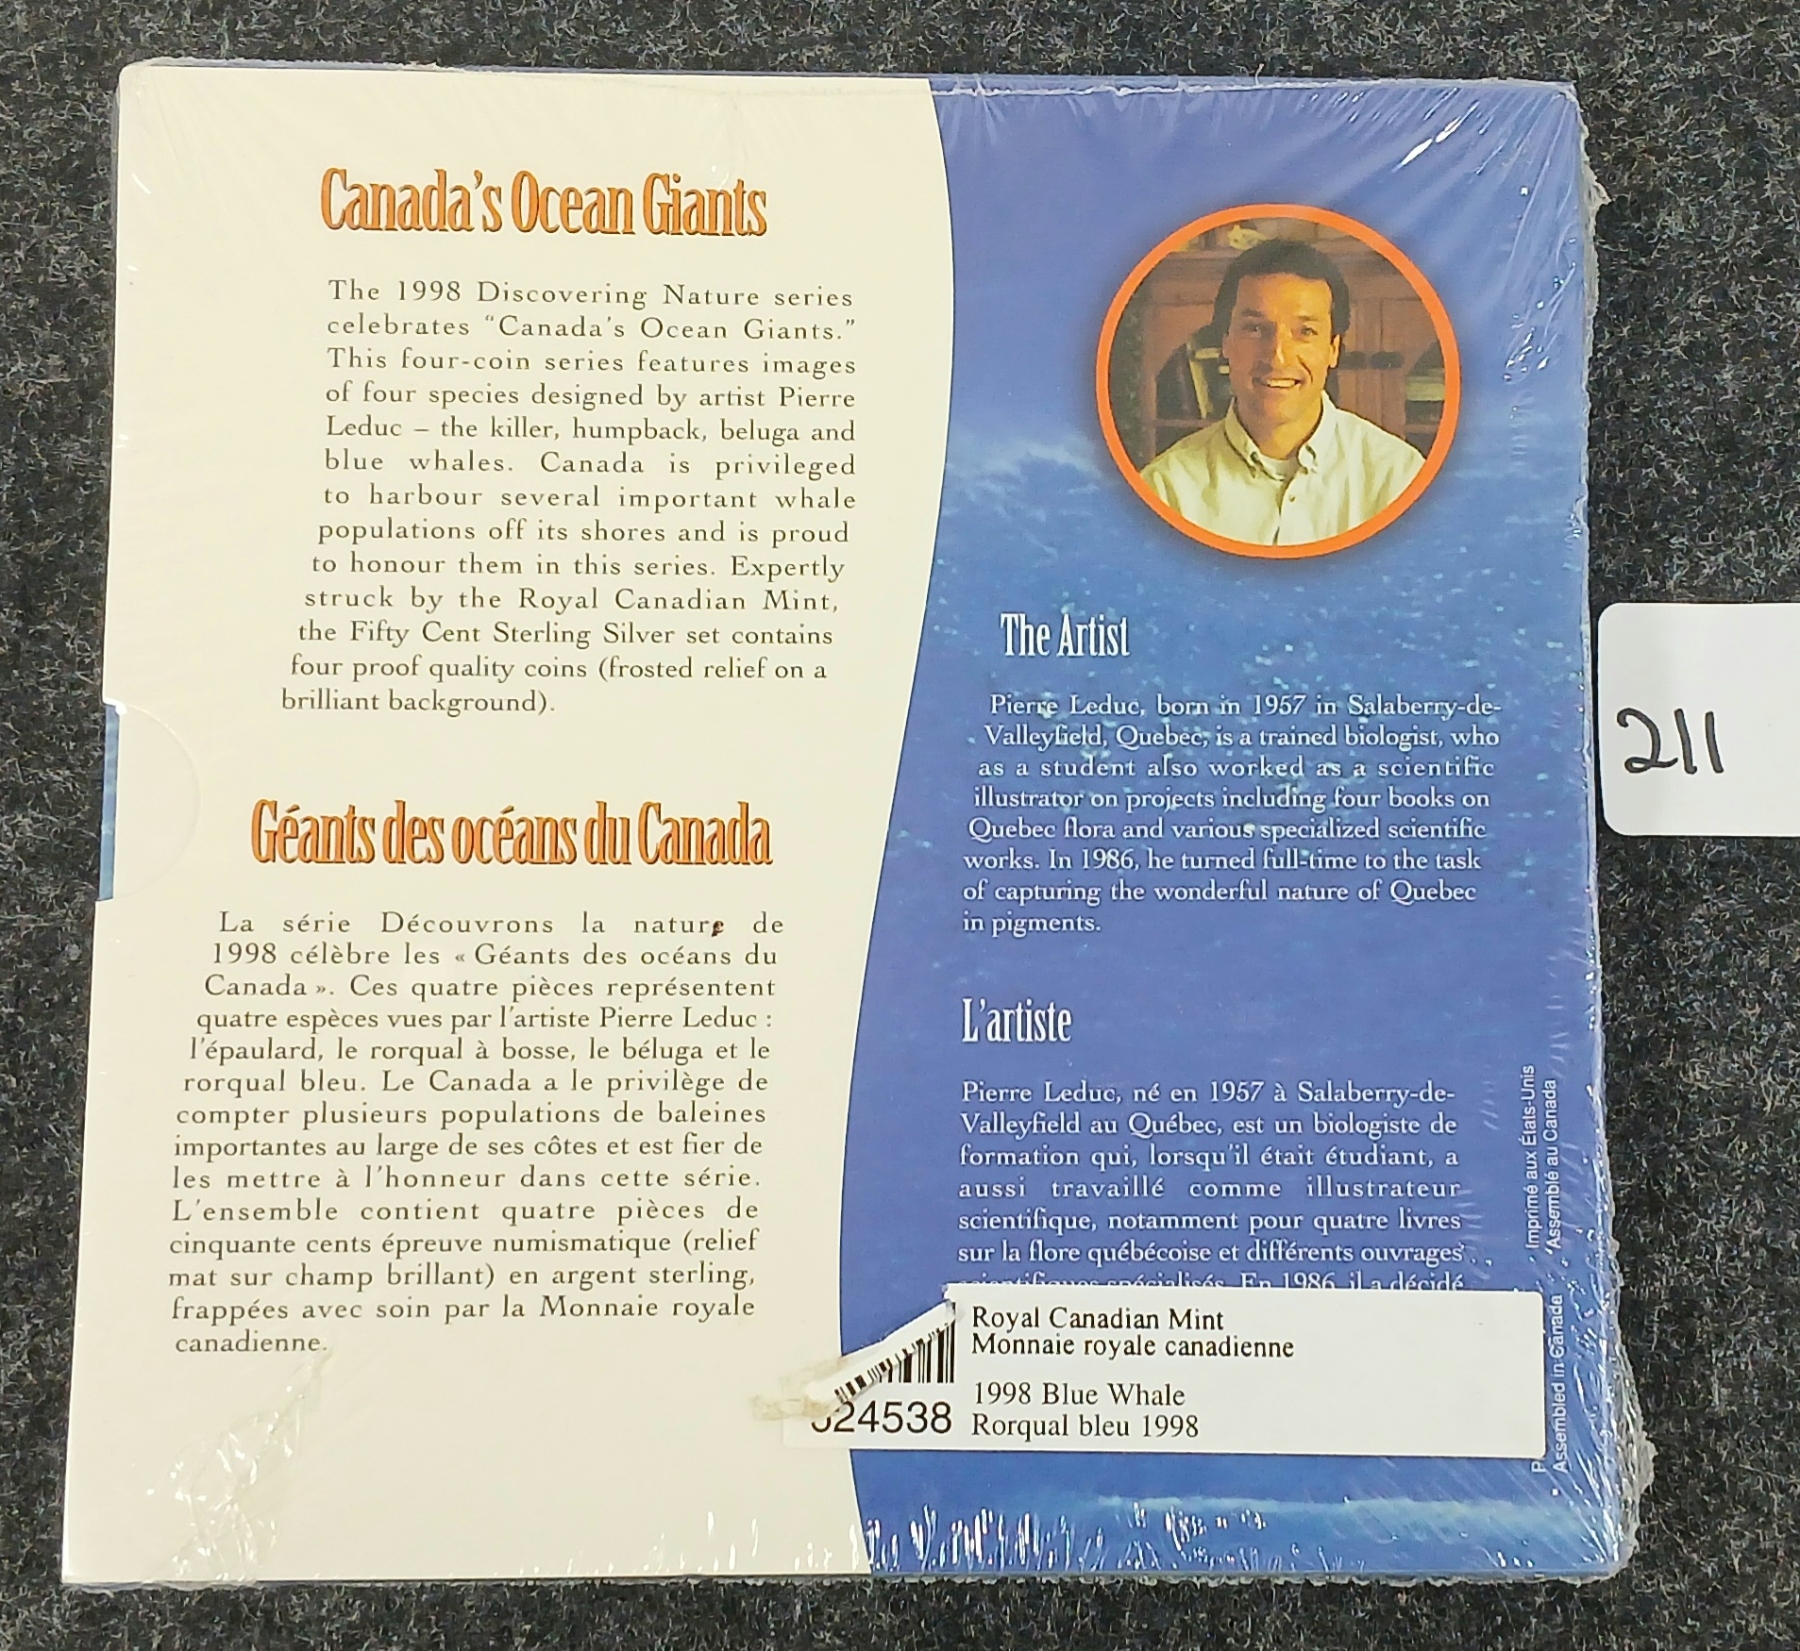 Canada's Ocean Giants
The 1998 Discovering Nature series
celebrates "Canada's Ocean Giants."
This four-coin series features images
of four species designed by artist Pierre
Leduc – the killer, humpback, beluga and
blue whales. Canada is privileged
to harbour several important whale
populations off its shores and is proud
to honour them in this series. Expertly
struck by the Royal Canadian Mint,
the Fifty Cent Sterling Silver set contains
four proof quality coins (frosted relief on a
brilliant background).
Géants des océans du Canada
La série Découvrons la nature de
1998 célèbre les « Géants des océans du
Canada ». Ces quatre pièces représentent
quatre espèces vues par l'artiste Pierre Leduc :
l'épaulard, le rorqual à bosse, le béluga et le
rorqual bleu. Le Canada a le privilège de
compter plusieurs populations de baleines
importantes au large de ses côtes et est fier de
les mettre à l'honneur dans cette série.
L'ensemble contient quatre pièces de
cinquante cents épreuve numismatique (relief
mat sur champ brillant) en argent sterling,
frappées avec soin par la Monnaie royale
canadienne.
The Artist
Pierre Leduc, born in 1957 in Salaberry-de-
Valleyfield, Quebec, is a trained biologist, who
as a student also worked as a scientific
illustrator on projects including four books on
Quebec flora and various specialized scientific
works. In 1986, he turned full-time to the task
of capturing the wonderful nature of Quebec
in pigments.
L'artiste
Pierre Leduc, né en 1957 à Salaberry-de-
Valleyfield au Québec, est un biologiste de
formation qui, lorsqu'il était étudiant, a
aussi travaillé comme illustrateur
scientifique, notamment pour quatre livres
sur la flore québécoise et différents ouvrages
scientifiques spécialisés. En 1986, il a décidé
Imprimé aux États-Unis
Assemblé au Canada
Assembled in Canada
Royal Canadian Mint
Monnaie royale canadienne
1998 Blue Whale
Rorqual bleu 1998
24538
211